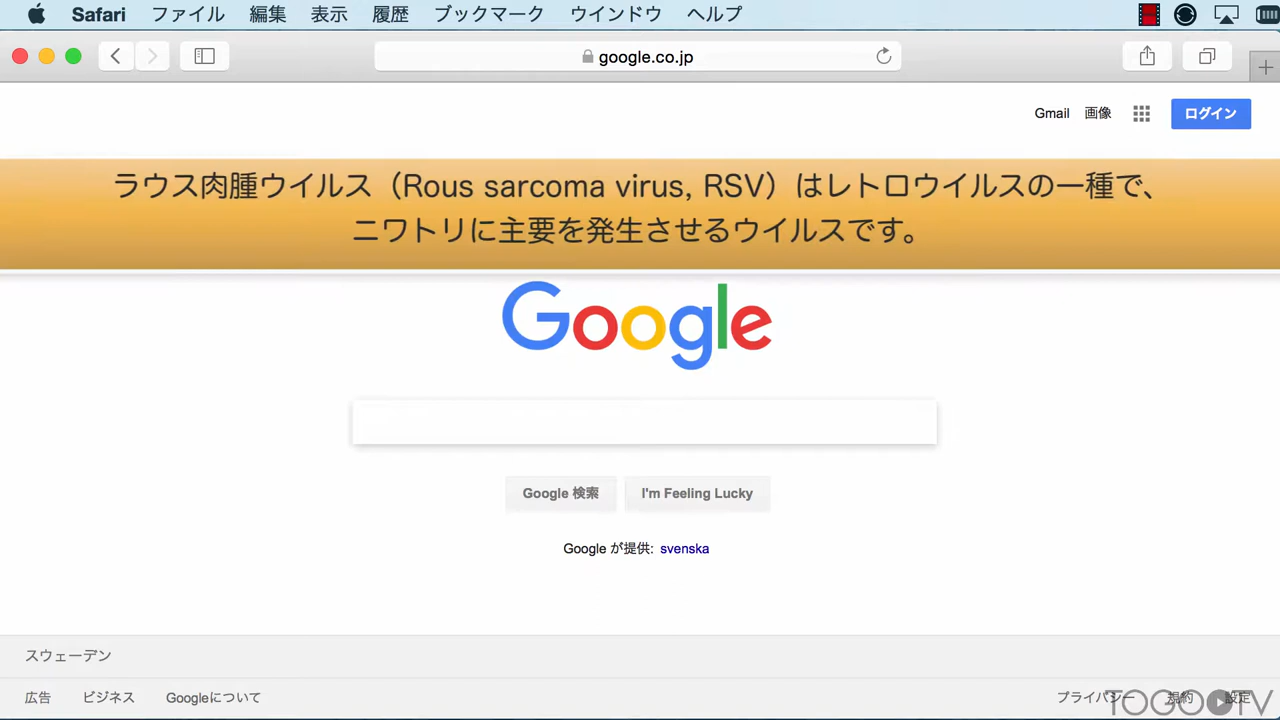 Safari ファイル 編集 表示 履歴 ブックマーク ウインドウ ヘルプ
google.co.jp
Gmail 画像 ログイン
ラウス肉腫ウイルス（Rous sarcoma virus, RSV）はレトロウイルスの一種で、
ニワトリに主要を発生させるウイルスです。
Google
Google 検索 I'm Feeling Lucky
Google が提供: svenska
スウェーデン
広告 ビジネス Googleについて プライバシー 規約 設定
TOGO TV